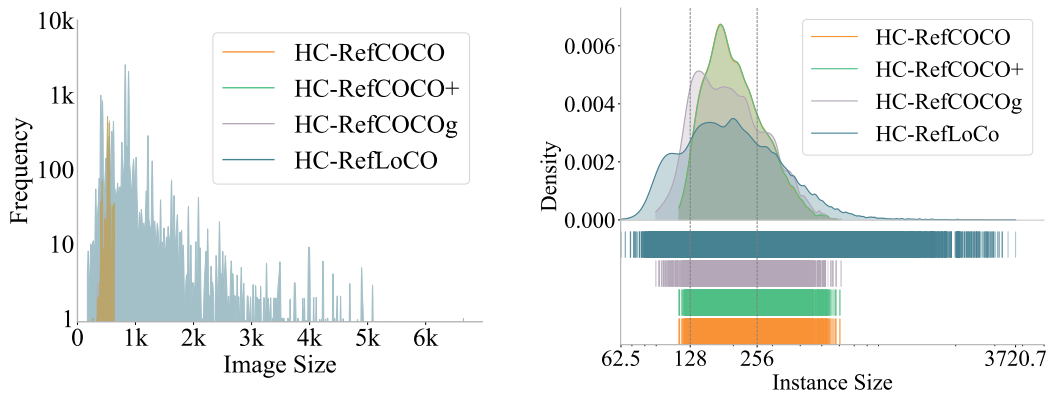 10k
1k
100
10
1
Frequency
HC-RefCOCO
HC-RefCOCO+
HC-RefCOCOg
HC-RefLoCO
0 1k 2k 3k 4k 5k 6k
Image Size
0.006
0.004
0.002
0.000
Density
HC-RefCOCO
HC-RefCOCO+
HC-RefCOCOg
HC-RefLoCo
62.5 128 256 3720.7
Instance Size